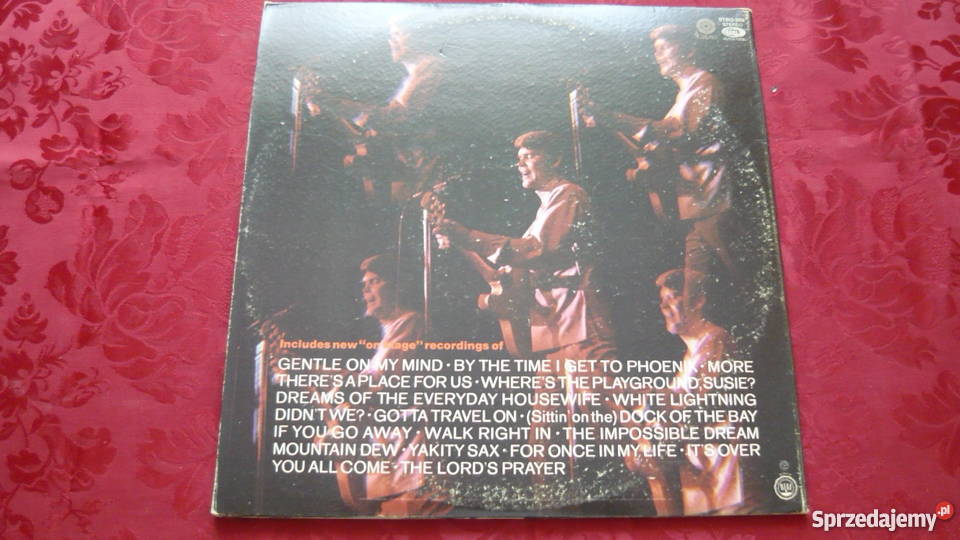 STEREO
Includes new "on stage" recordings of
GENTLE ON MY MIND · BY THE TIME I GET TO PHOENIX · MORE
THERE'S A PLACE FOR US · WHERE'S THE PLAYGROUND, SUSIE?
DREAMS OF THE EVERYDAY HOUSEWIFE · WHITE LIGHTNING
DIDN'T WE? · GOTTA TRAVEL ON · (Sittin' on the) DOCK OF THE BAY
IF YOU GO AWAY · WALK RIGHT IN · THE IMPOSSIBLE DREAM
MOUNTAIN DEW · YAKITY SAX · FOR ONCE IN MY LIFE · IT'S OVER
YOU ALL COME · THE LORD'S PRAYER
Sprzedajemy.pl